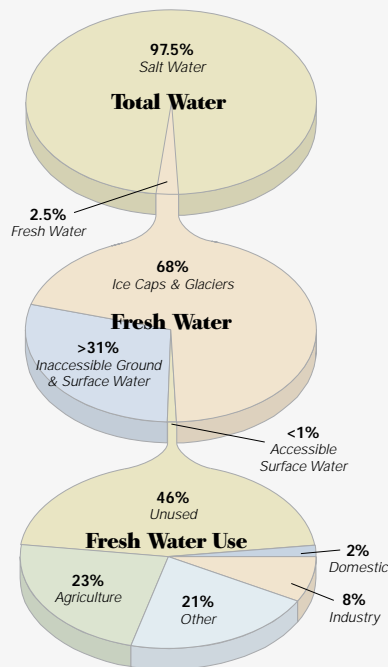 97.5%
Salt Water
Total Water
2.5%
Fresh Water
68%
Ice Caps & Glaciers
Fresh Water
>31%
Inaccessible Ground
& Surface Water
<1%
Accessible
Surface Water
46%
Unused
Fresh Water Use
2%
Domestic
23%
Agriculture
21%
Other
8%
Industry